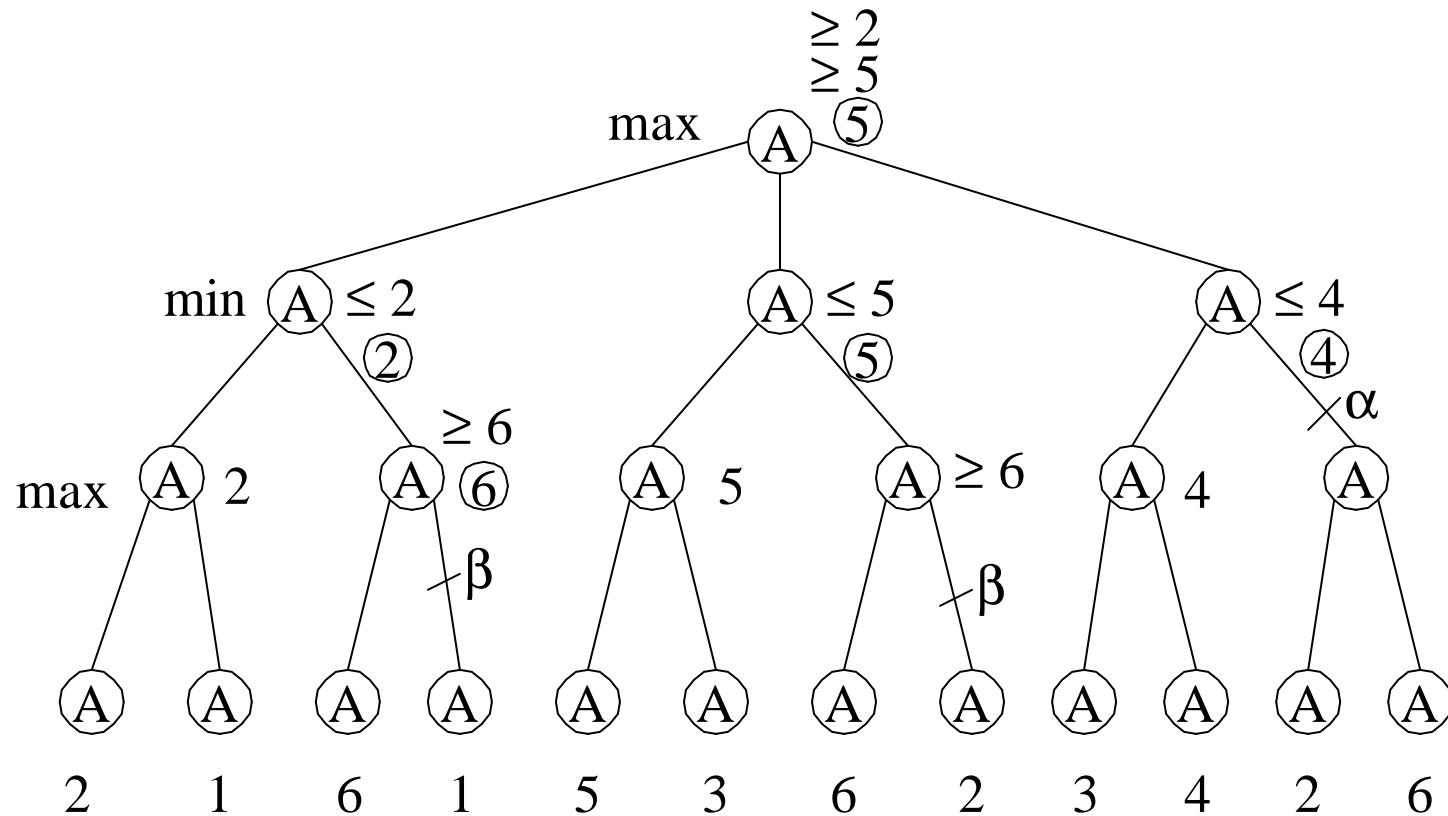 ≥ 2
≥ 5
max A 5
min A ≤ 2 A ≤ 5 A ≤ 4
2 5 4
α
≥ 6
max A 2 A 6 A 5 A ≥ 6 A 4 A
β β
A A A A A A A A A A A A
2 1 6 1 5 3 6 2 3 4 2 6